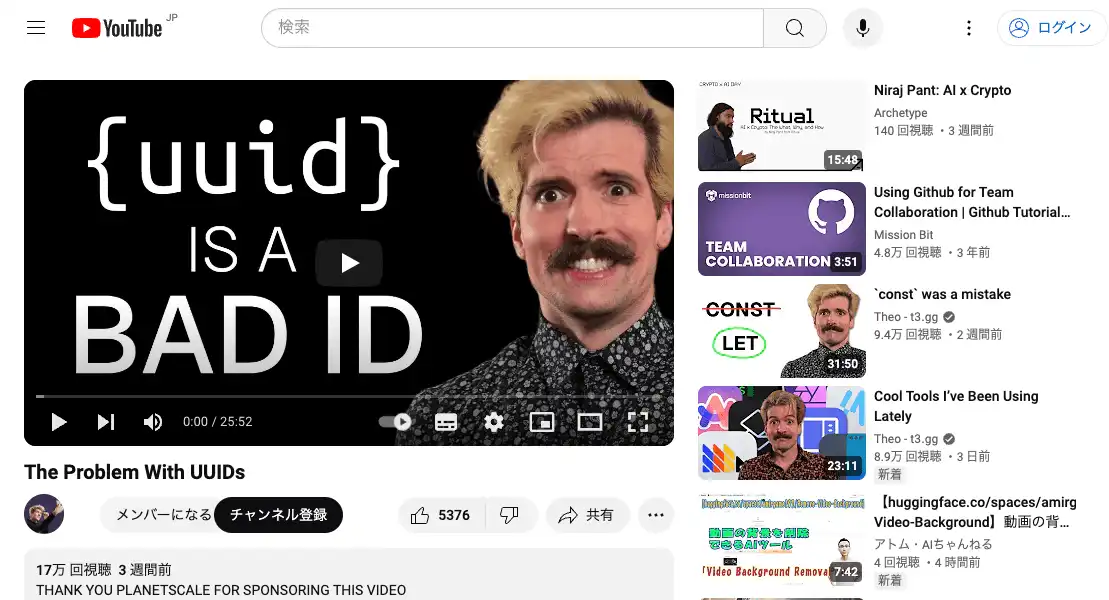 YouTube JP
検索
ログイン
{uuid}
IS A
BAD ID
0:00 / 25:52
The Problem With UUIDs
メンバーになる
チャンネル登録
5376
共有
17万 回視聴 3 週間前
THANK YOU PLANETSCALE FOR SPONSORING THIS VIDEO
CRYPTO x AI DAY
Ritual
AI x Crypto: The What, Why, and How
15:48
Niraj Pant: AI x Crypto
Archetype
140 回視聴 ・3 週間前
missionbit
TEAM
COLLABORATION
3:51
Using Github for Team
Collaboration | Github Tutorial…
Mission Bit
4.8万 回視聴 ・3 年前
CONST
LET
31:50
`const` was a mistake
Theo - t3.gg
9.4万 回視聴 ・2 週間前
23:11
Cool Tools I’ve Been Using
Lately
Theo - t3.gg
8.9万 回視聴 ・3 日前
新着
動画の背景を削除
できるAIツール
「Video Background Remova
7:42
【huggingface.co/spaces/amirg
Video-Background】動画の背…
アトム・AIちゃんねる
4 回視聴 ・4 時間前
新着